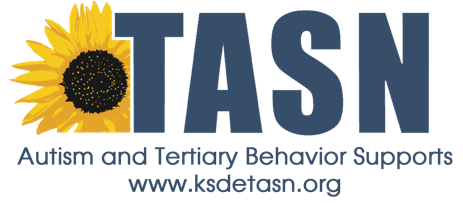 TASN
Autism and Tertiary Behavior Supports
www.ksdetasn.org